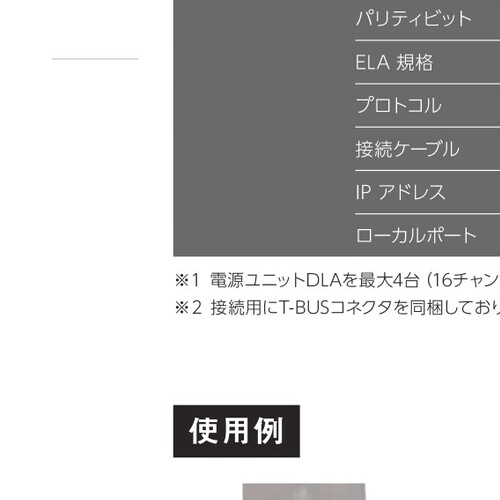 パリティビット
ELA 規格
プロトコル
接続ケーブル
IP アドレス
ローカルポート
※1 電源ユニットDLAを最大4台（16チャン
※2 接続用にT-BUSコネクタを同梱しており
使用例